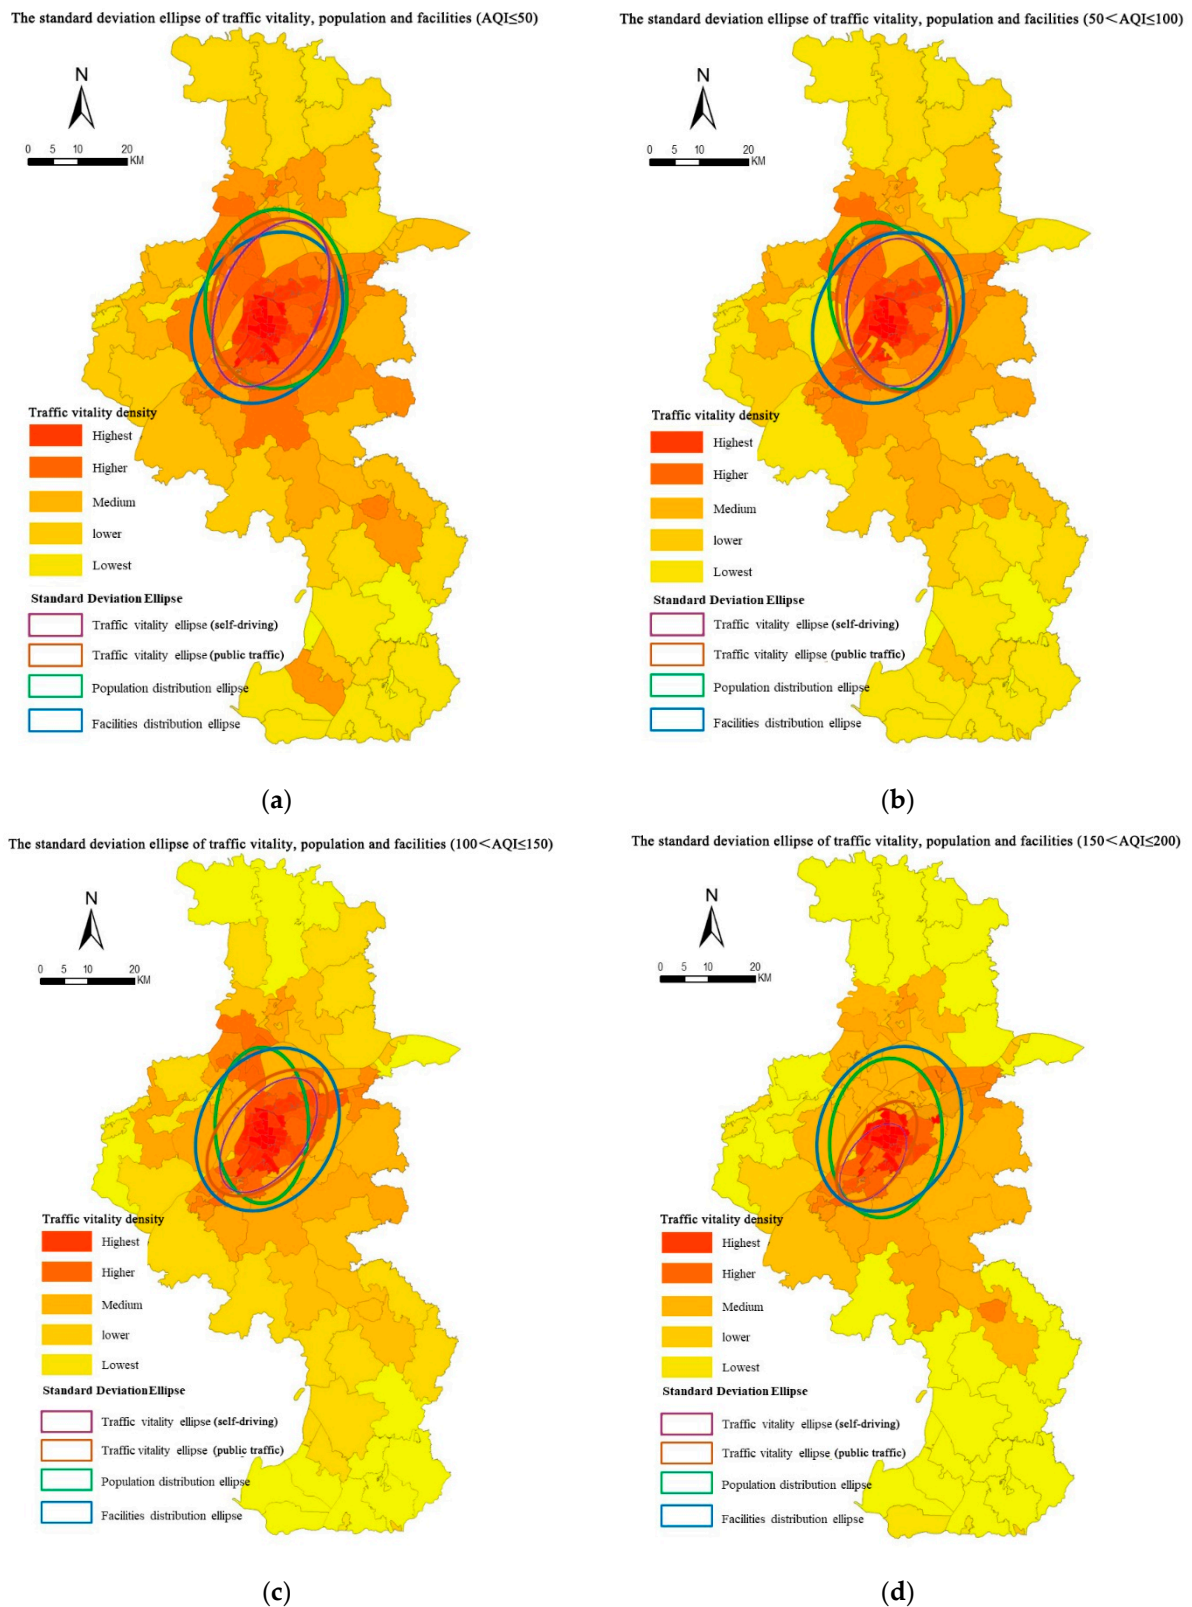 The standard deviation ellipse of traffic vitality, population and facilities (AQI≤50)
N
0 5 10 20
KM
Traffic vitality density
Highest
Higher
Medium
lower
Lowest
Standard Deviation Ellipse
Traffic vitality ellipse (self-driving)
Traffic vitality ellipse (public traffic)
Population distribution ellipse
Facilities distribution ellipse
(a)
The standard deviation ellipse of traffic vitality, population and facilities (50<AQI≤100)
N
0 5 10 20
KM
Traffic vitality density
Highest
Higher
Medium
lower
Lowest
Standard Deviation Ellipse
Traffic vitality ellipse (self-driving)
Traffic vitality ellipse (public traffic)
Population distribution ellipse
Facilities distribution ellipse
(b)
The standard deviation ellipse of traffic vitality, population and facilities (100<AQI≤150)
N
0 5 10 20
KM
Traffic vitality density
Highest
Higher
Medium
lower
Lowest
Standard Deviation Ellipse
Traffic vitality ellipse (self-driving)
Traffic vitality ellipse (public traffic)
Population distribution ellipse
Facilities distribution ellipse
(c)
The standard deviation ellipse of traffic vitality, population and facilities (150<AQI≤200)
N
0 5 10 20
KM
Traffic vitality density
Highest
Higher
Medium
lower
Lowest
Standard Deviation Ellipse
Traffic vitality ellipse (self-driving)
Traffic vitality ellipse (public traffic)
Population distribution ellipse
Facilities distribution ellipse
(d)